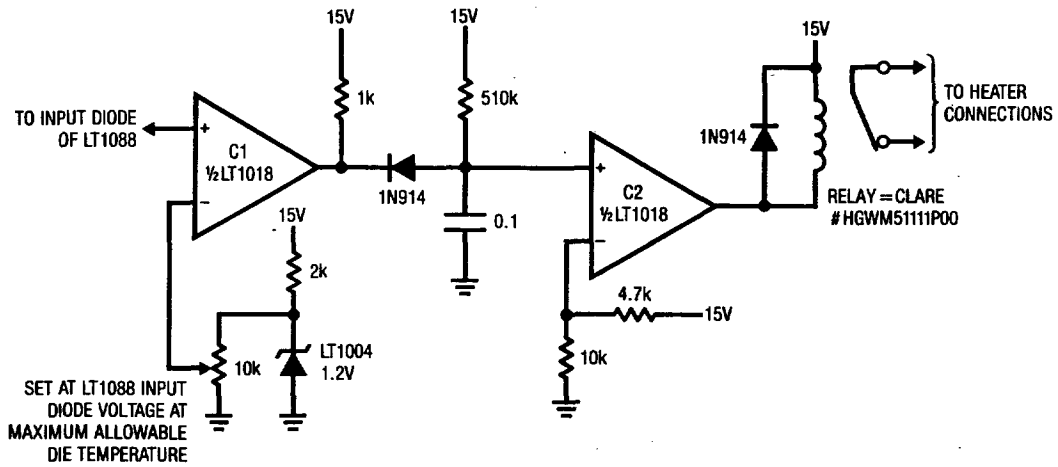 15V
15V
15V
1k
510k
TO INPUT DIODE
OF LT1088
+
C1
½LT1018
−
1N914
+
C2
½LT1018
−
1N914
TO HEATER
CONNECTIONS
RELAY = CLARE
#HGWM51111P00
0.1
15V
2k
4.7k
15V
10k
LT1004
1.2V
10k
SET AT LT1088 INPUT
DIODE VOLTAGE AT
MAXIMUM ALLOWABLE
DIE TEMPERATURE